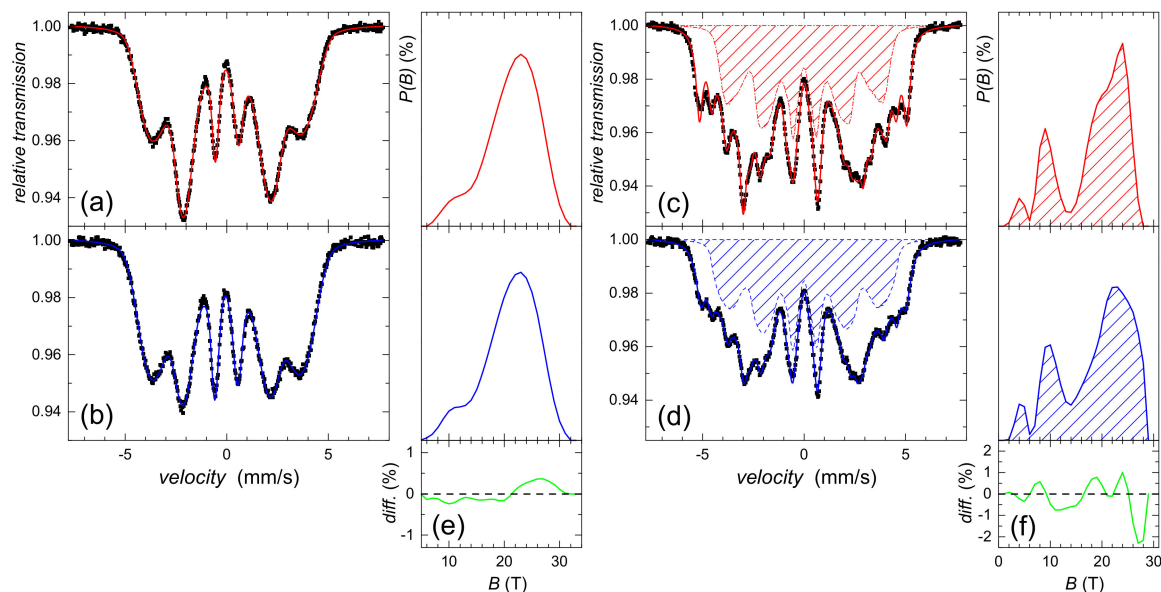 1.00
0.98
0.96
0.94
relative transmission
(a)
P(B) (%)
1.00
0.98
0.96
0.94
relative transmission
(c)
P(B) (%)
1.00
0.98
0.96
0.94
(b)
-5 0 5
velocity (mm/s)
1
0
-1
diff. (%)
(e)
10 20 30
B (T)
1.00
0.98
0.96
0.94
(d)
-5 0 5
velocity (mm/s)
2
1
0
-1
-2
diff. (%)
(f)
0 10 20 30
B (T)